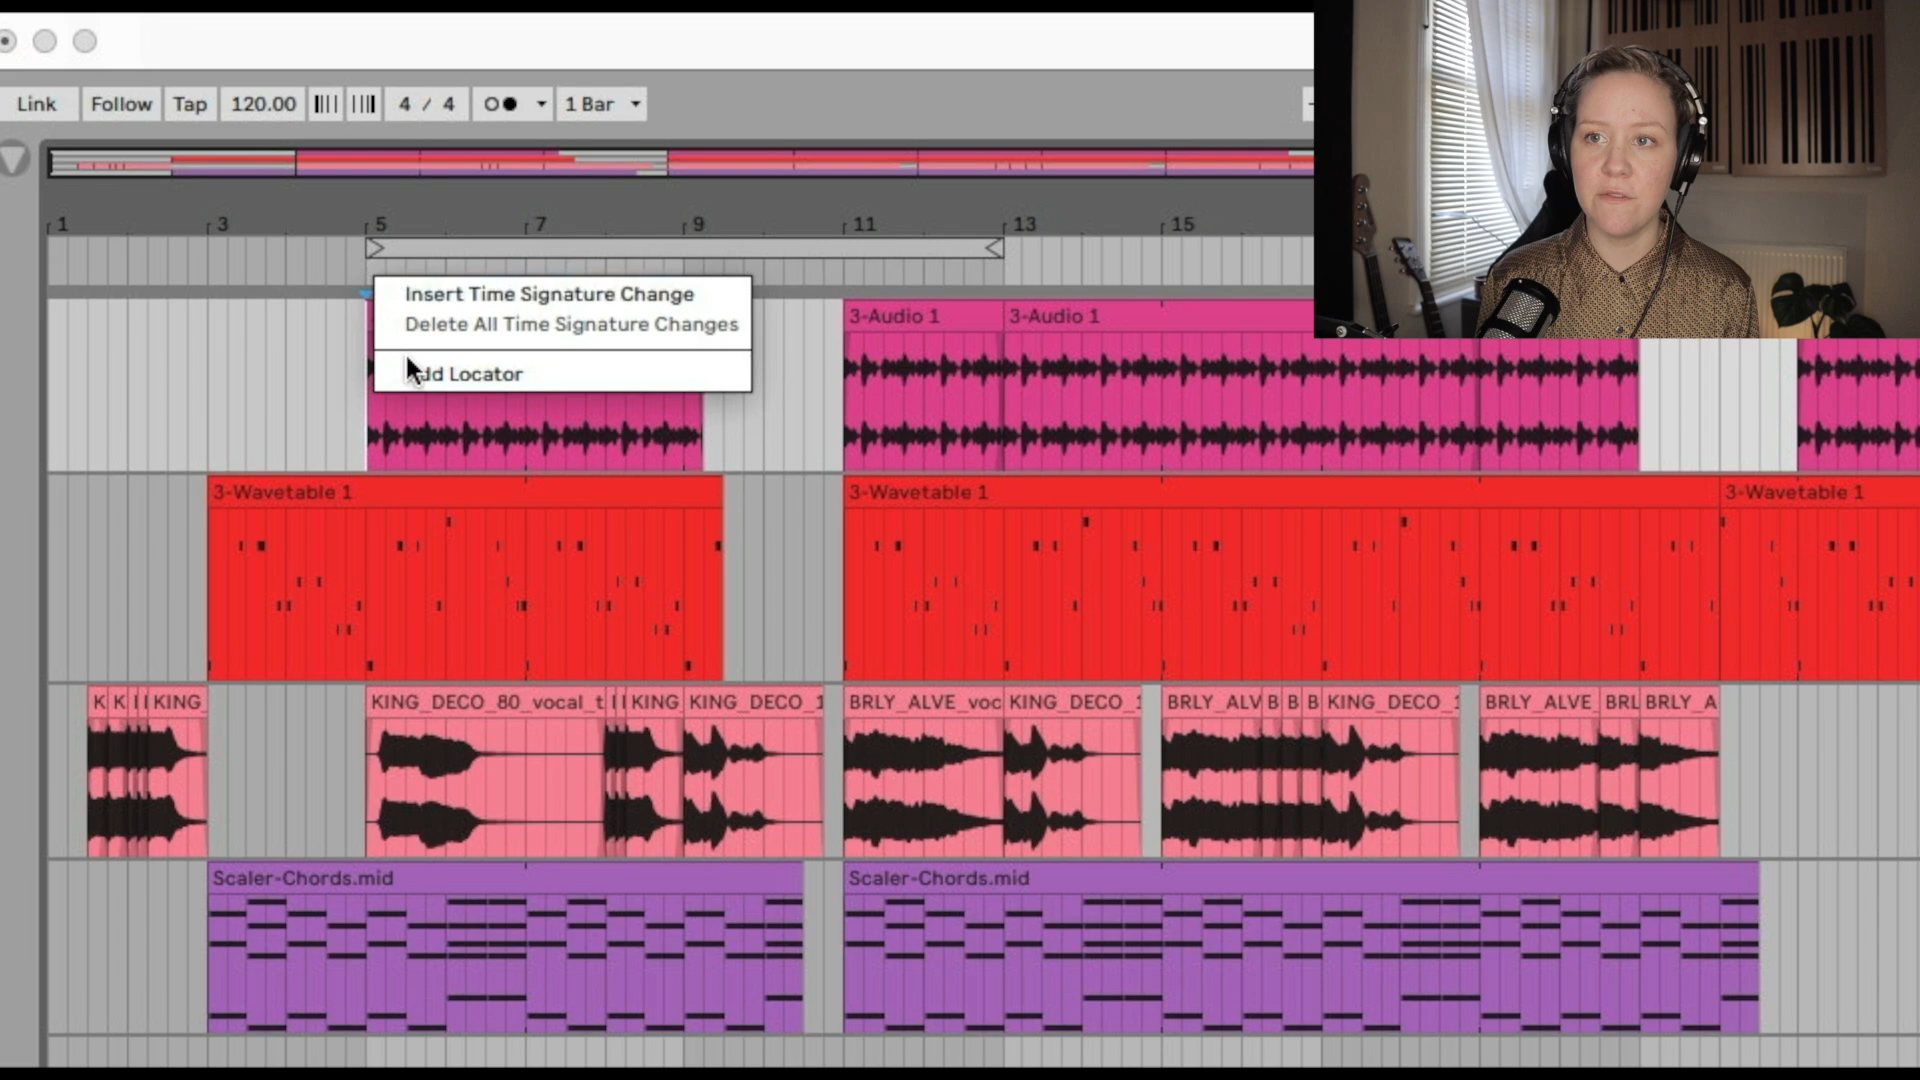 Link Follow Tap 120.00 4 / 4 1 Bar
1 3 5 7 9 11 13 15
Insert Time Signature Change
Delete All Time Signature Changes
dd Locator
3-Audio 1 3-Audio 1
3-Wavetable 1 3-Wavetable 1 3-Wavetable 1
K K KING_ KING_DECO_80_vocal_t KING_ KING_DECO_1 BRLY_ALVE_voc KING_DECO_1 BRLY_ALV B B B KING_DECO_1 BRLY_ALVE_ BRL BRLY_A
Scaler-Chords.mid Scaler-Chords.mid